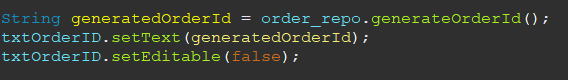 String generatedOrderId = order_repo.generateOrderId();
txtOrderID.setText(generatedOrderId);
txtOrderID.setEditable(false);